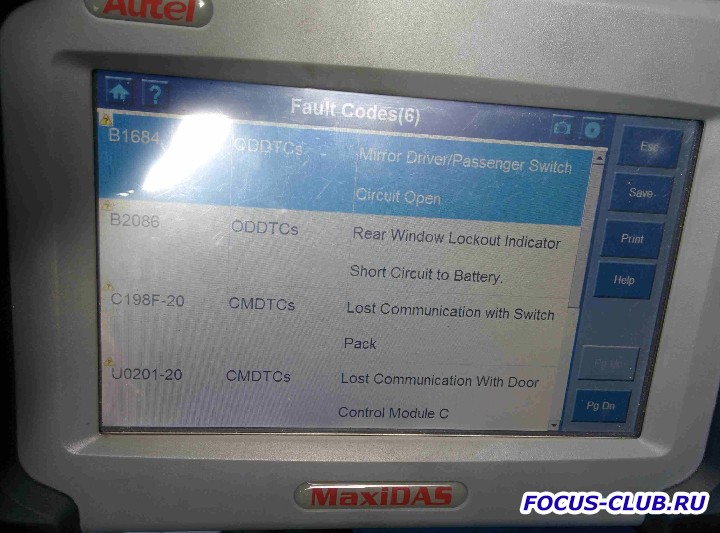 Autel
Fault Codes(6)
B1684 ODDTCs Mirror Driver/Passenger Switch
Circuit Open
B2086 ODDTCs Rear Window Lockout Indicator
Short Circuit to Battery.
C198F-20 CMDTCs Lost Communication with Switch
Pack
U0201-20 CMDTCs Lost Communication With Door
Control Module C
Esc
Save
Print
Help
Pg Up
Pg Dn
MaxiDAS
FOCUS-CLUB.RU